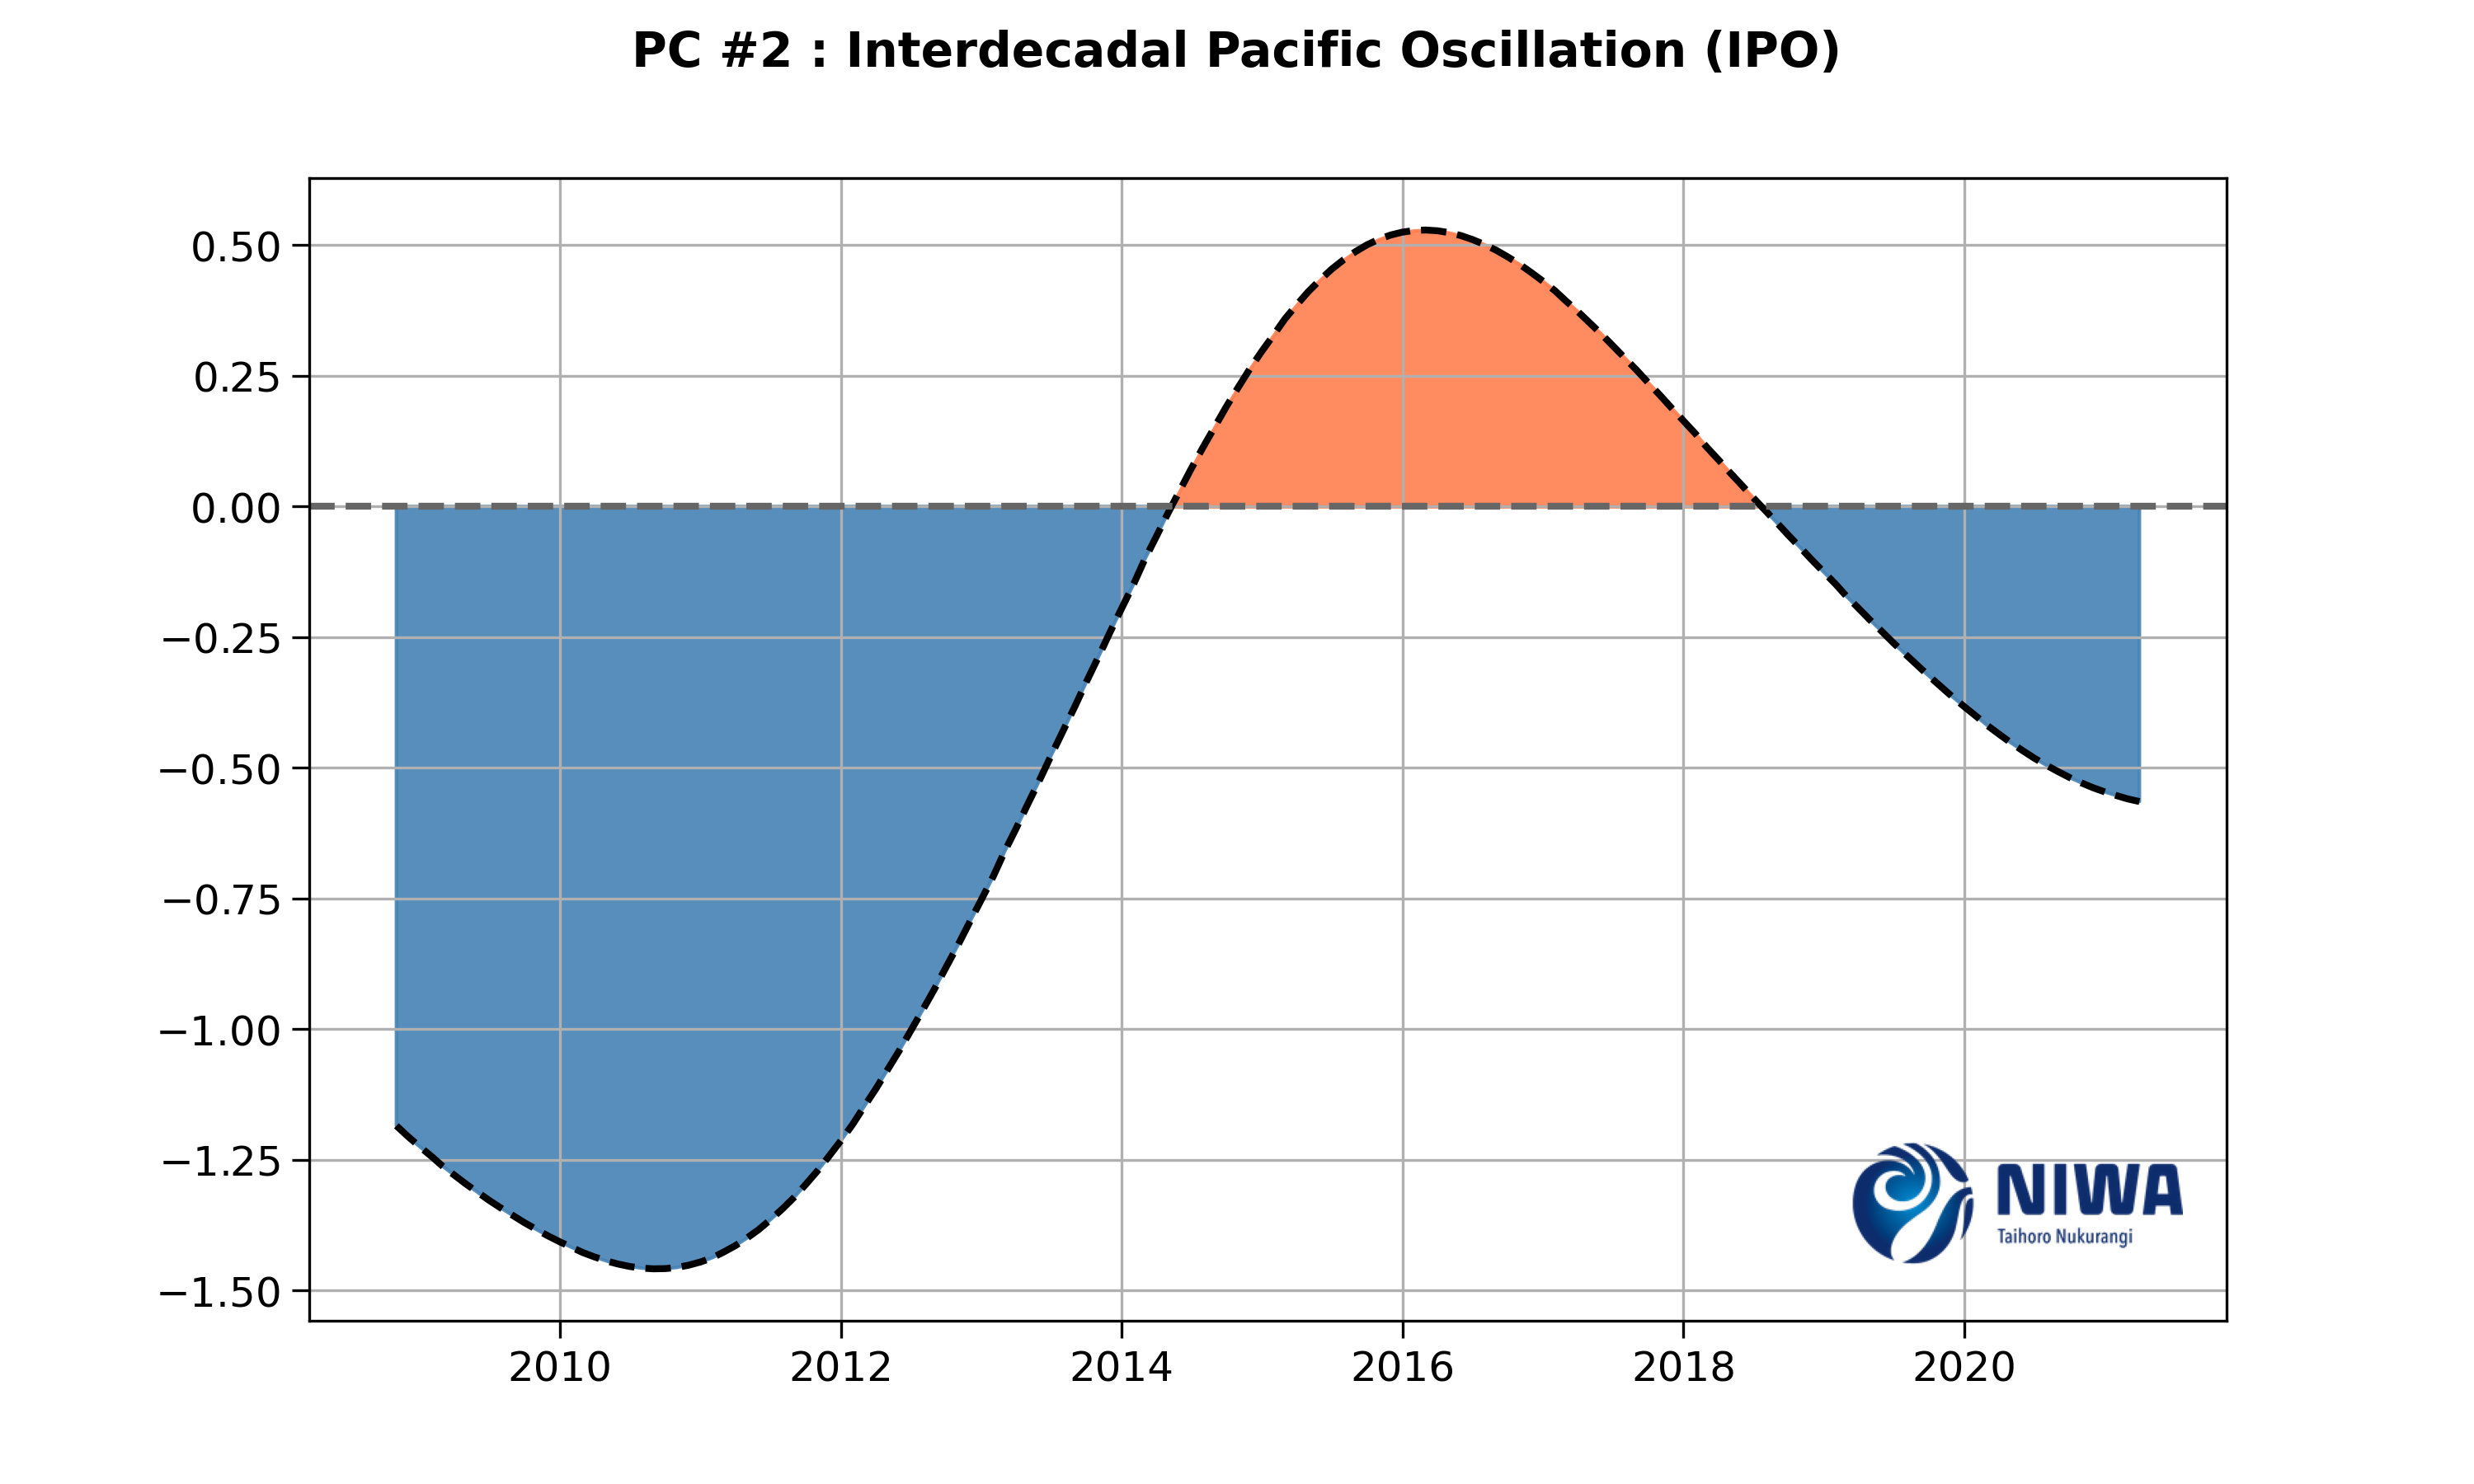 PC #2 : Interdecadal Pacific Oscillation (IPO)
0.50
0.25
0.00
−0.25
−0.50
−0.75
−1.00
−1.25
−1.50
NIWA
Taihoro Nukurangi
2010 2012 2014 2016 2018 2020